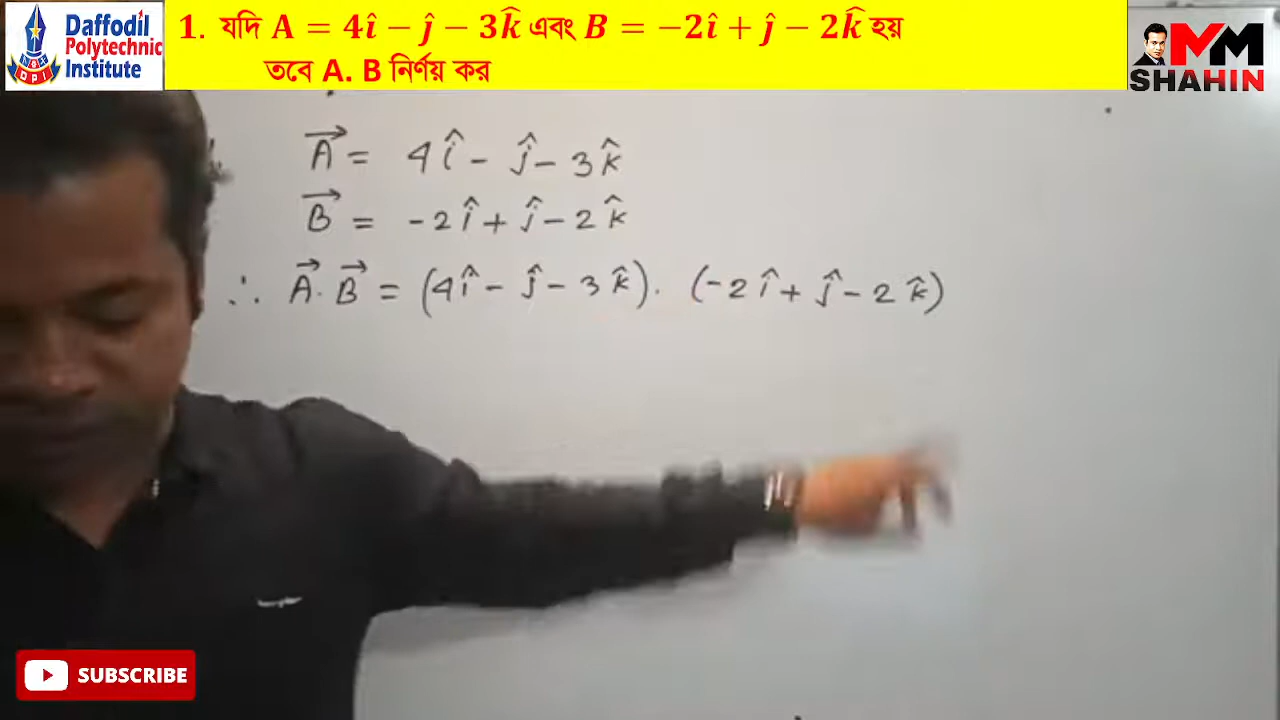 Daffodil
Polytechnic
Institute
DPI
1. যদি A = 4î − ĵ − 3k̂ এবং B = −2î + ĵ − 2k̂ হয়
তবে A. B নির্ণয় কর
MM
SHAHIN
A⃗ = 4î - ĵ - 3k̂
B⃗ = -2î + ĵ - 2k̂
∴ A⃗.B⃗ = (4î - ĵ - 3k̂). (-2î + ĵ - 2k̂)
SUBSCRIBE